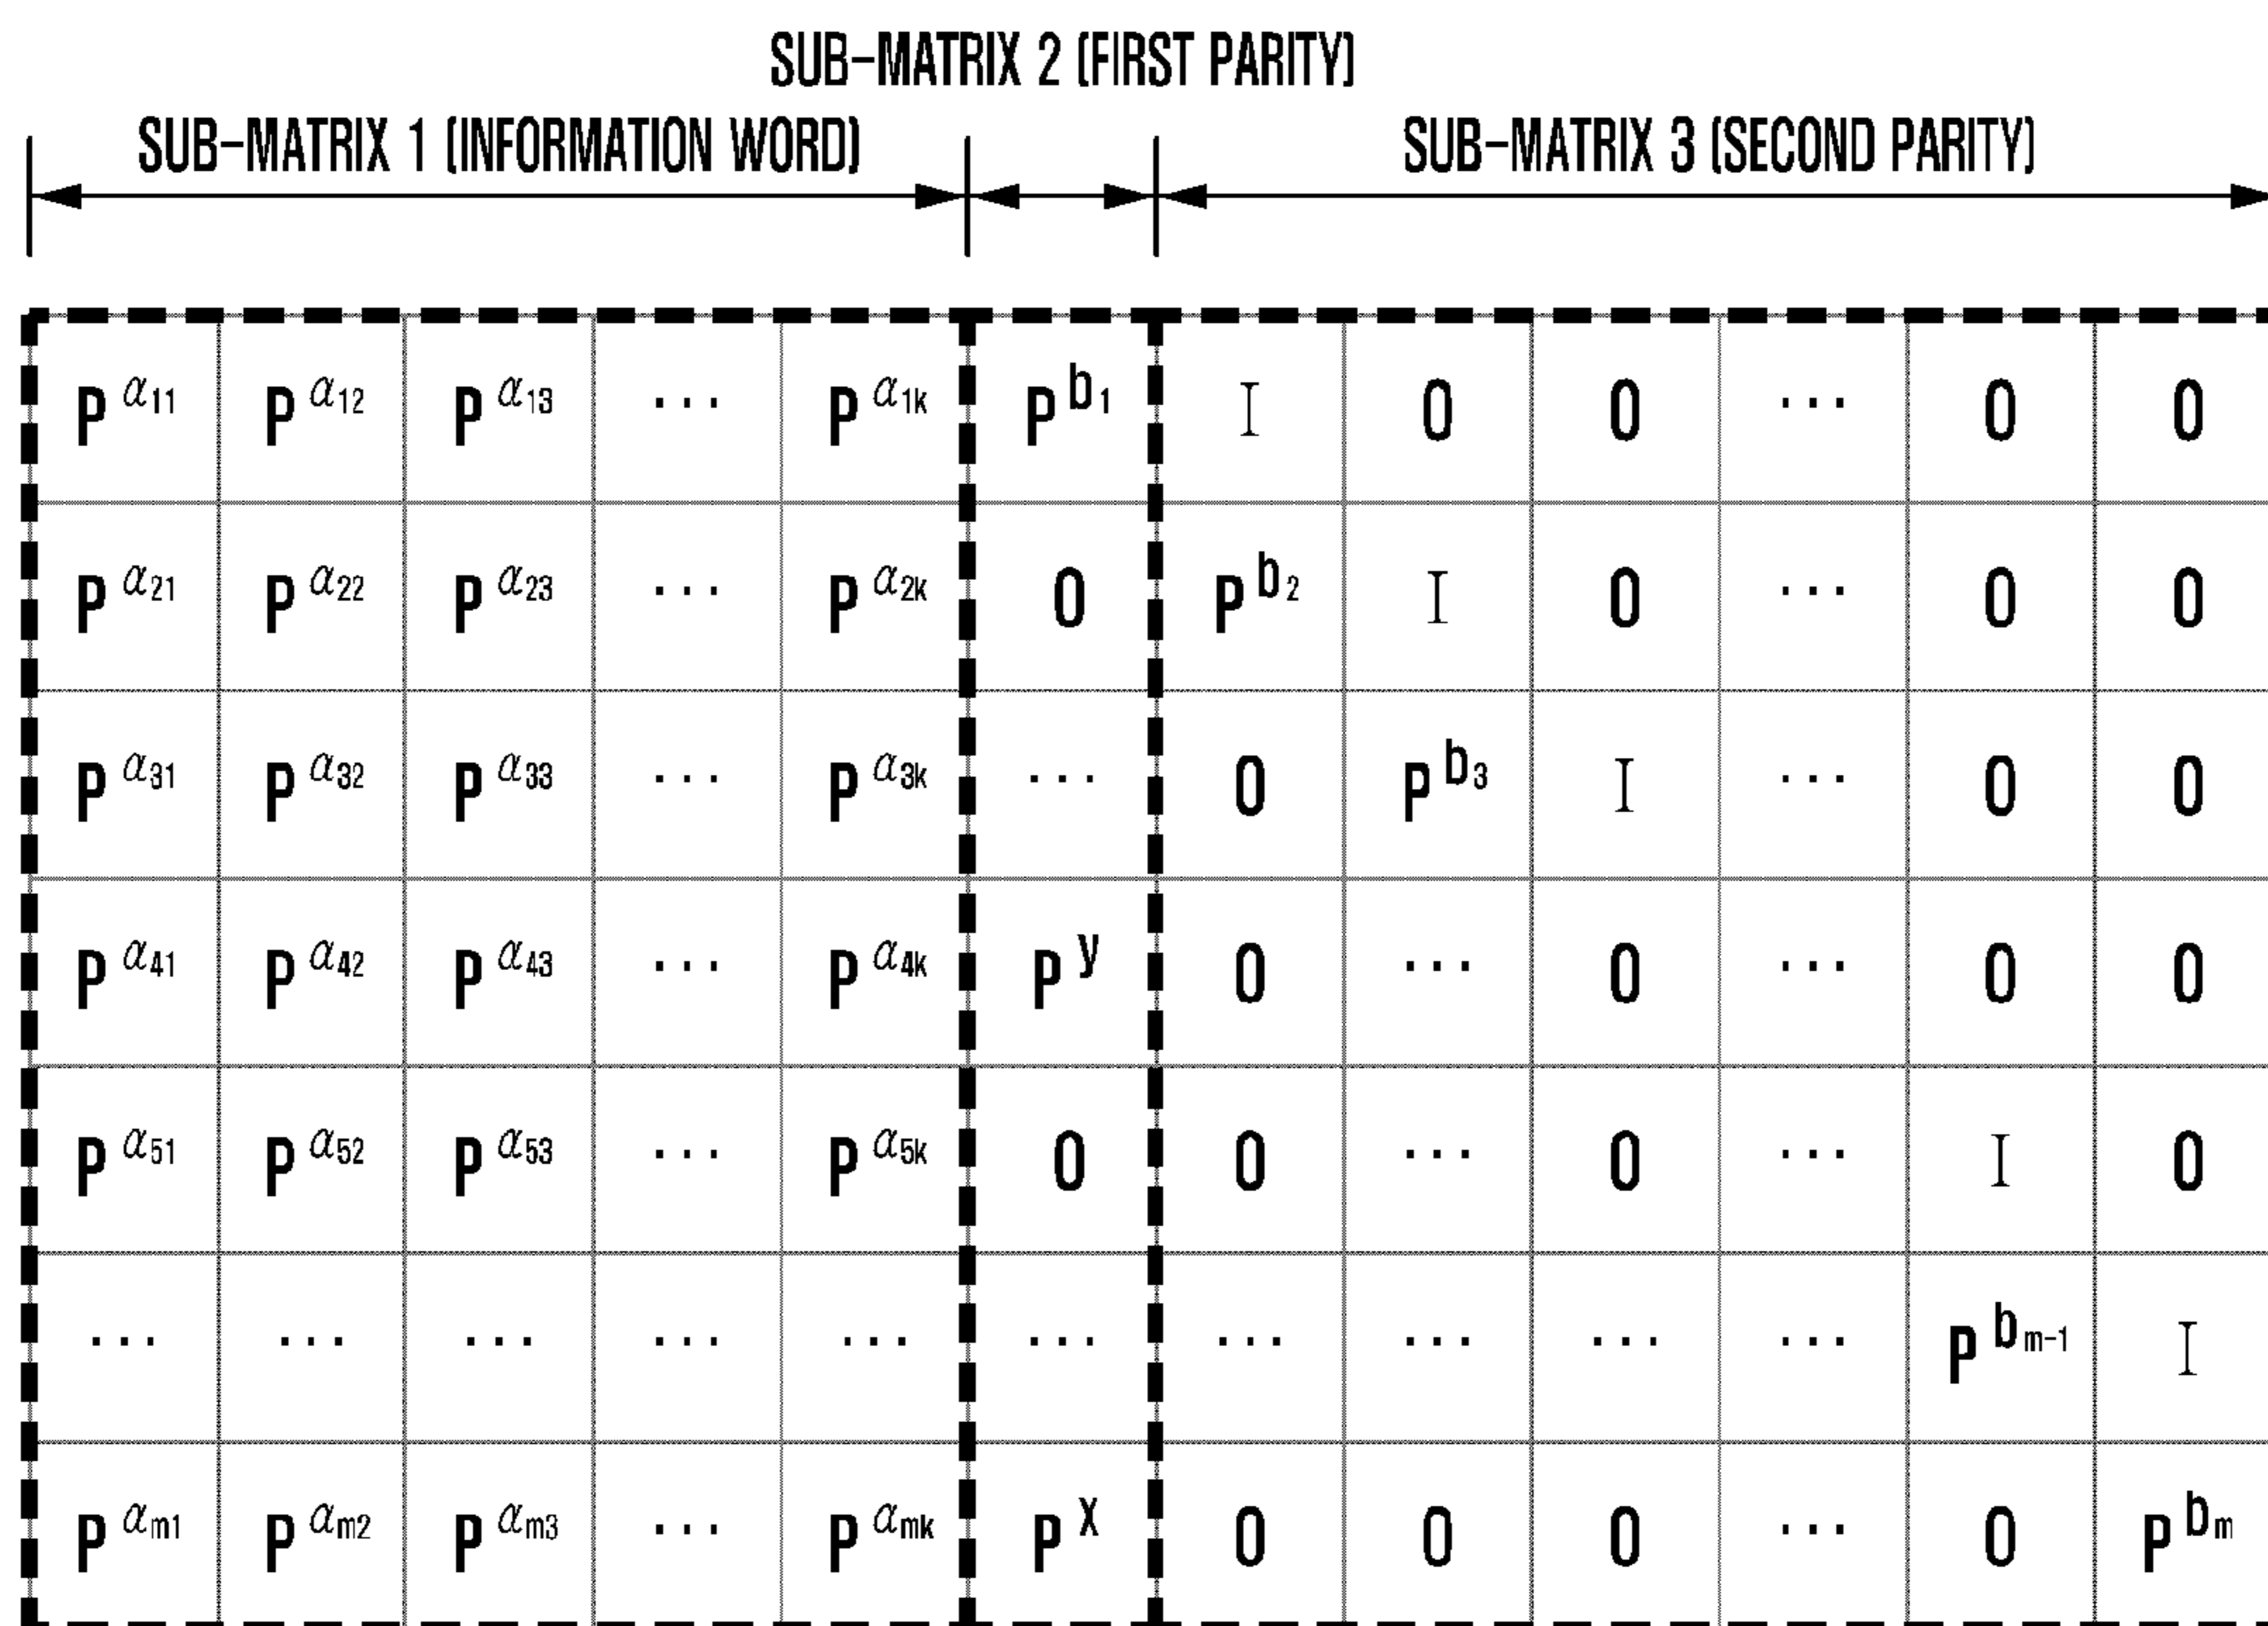 SUB-MATRIX 2 (FIRST PARITY)
SUB-MATRIX 1 (INFORMATION WORD) SUB-MATRIX 3 (SECOND PARITY)
P^α11 P^α12 P^α13 ... P^α1k P^b1 I 0 0 ... 0 0
P^α21 P^α22 P^α23 ... P^α2k 0 P^b2 I 0 ... 0 0
P^α31 P^α32 P^α33 ... P^α3k ... 0 P^b3 I ... 0 0
P^α41 P^α42 P^α43 ... P^α4k P^y 0 ... 0 ... 0 0
P^α51 P^α52 P^α53 ... P^α5k 0 0 ... 0 ... I 0
... ... ... ... ... ... ... ... ... ... P^bm-1 I
P^αm1 P^αm2 P^αm3 ... P^αmk P^x 0 0 0 ... 0 P^bm